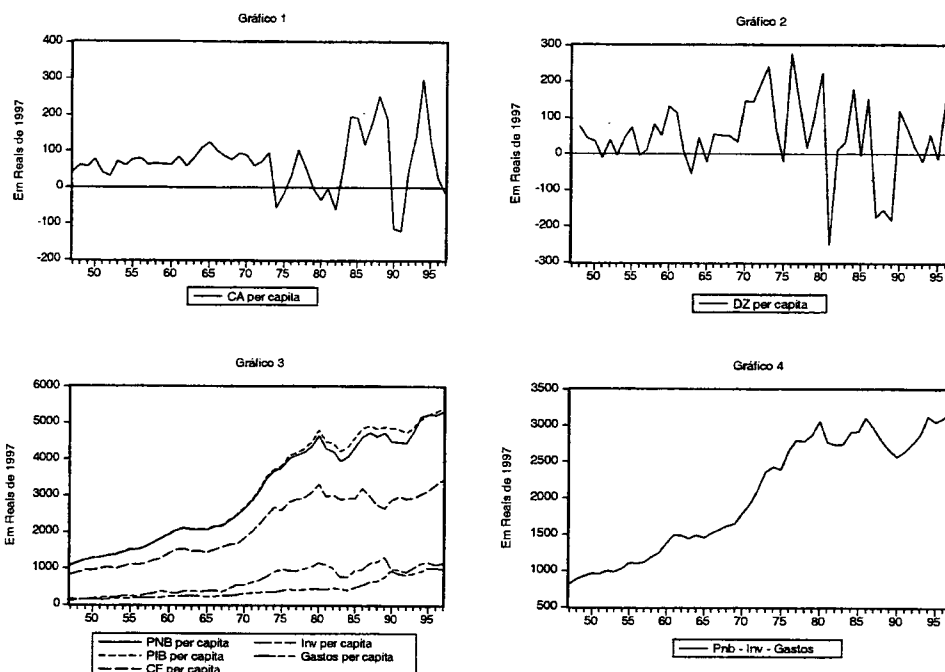 Gráfico 1
Em Reais de 1997
400
300
200
100
0
-100
-200
50 55 60 65 70 75 80 85 90 95
CA per capita
Gráfico 2
Em Reais de 1997
300
200
100
0
-100
-200
-300
50 55 60 65 70 75 80 85 90 95
DZ per capita
Gráfico 3
Em Reais de 1997
6000
5000
4000
3000
2000
1000
0
50 55 60 65 70 75 80 85 90 95
PNB per capita Inv per capita
PIB per capita Gastos per capita
CF per capita
Gráfico 4
Em Reais de 1997
3500
3000
2500
2000
1500
1000
500
50 55 60 65 70 75 80 85 90 95
Pnb - Inv - Gastos